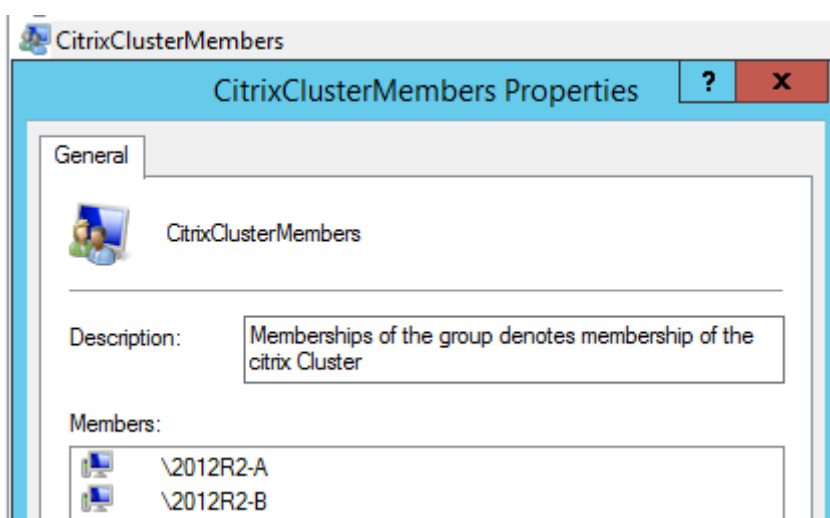 CitrixClusterMembers
CitrixClusterMembers Properties
?
x
General
CitrixClusterMembers
Description:
Memberships of the group denotes membership of the
citrix Cluster
Members:
\2012R2-A
\2012R2-B